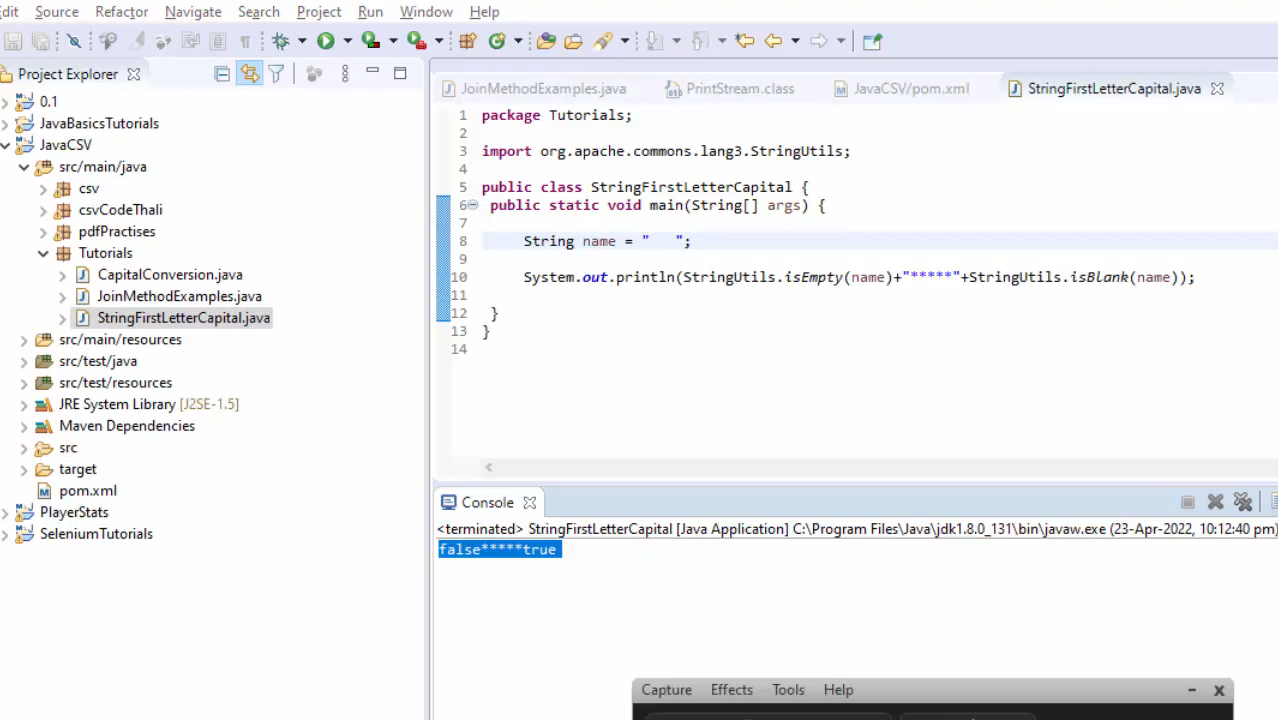 dit Source Refactor Navigate Search Project Run Window Help
Project Explorer
0.1
JavaBasicsTutorials
JavaCSV
src/main/java
csv
csvCodeThali
pdfPractises
Tutorials
CapitalConversion.java
JoinMethodExamples.java
StringFirstLetterCapital.java
src/main/resources
src/test/java
src/test/resources
JRE System Library [J2SE-1.5]
Maven Dependencies
src
target
pom.xml
PlayerStats
SeleniumTutorials
JoinMethodExamples.java PrintStream.class JavaCSV/pom.xml StringFirstLetterCapital.java
1 package Tutorials;
2
3 import org.apache.commons.lang3.StringUtils;
4
5 public class StringFirstLetterCapital {
6 public static void main(String[] args) {
7
8 String name = "   ";
9
10 System.out.println(StringUtils.isEmpty(name)+"*****"+StringUtils.isBlank(name));
11
12 }
13 }
14
Console
<terminated> StringFirstLetterCapital [Java Application] C:\Program Files\Java\jdk1.8.0_131\bin\javaw.exe (23-Apr-2022, 10:12:40 pm)
false*****true
Capture Effects Tools Help